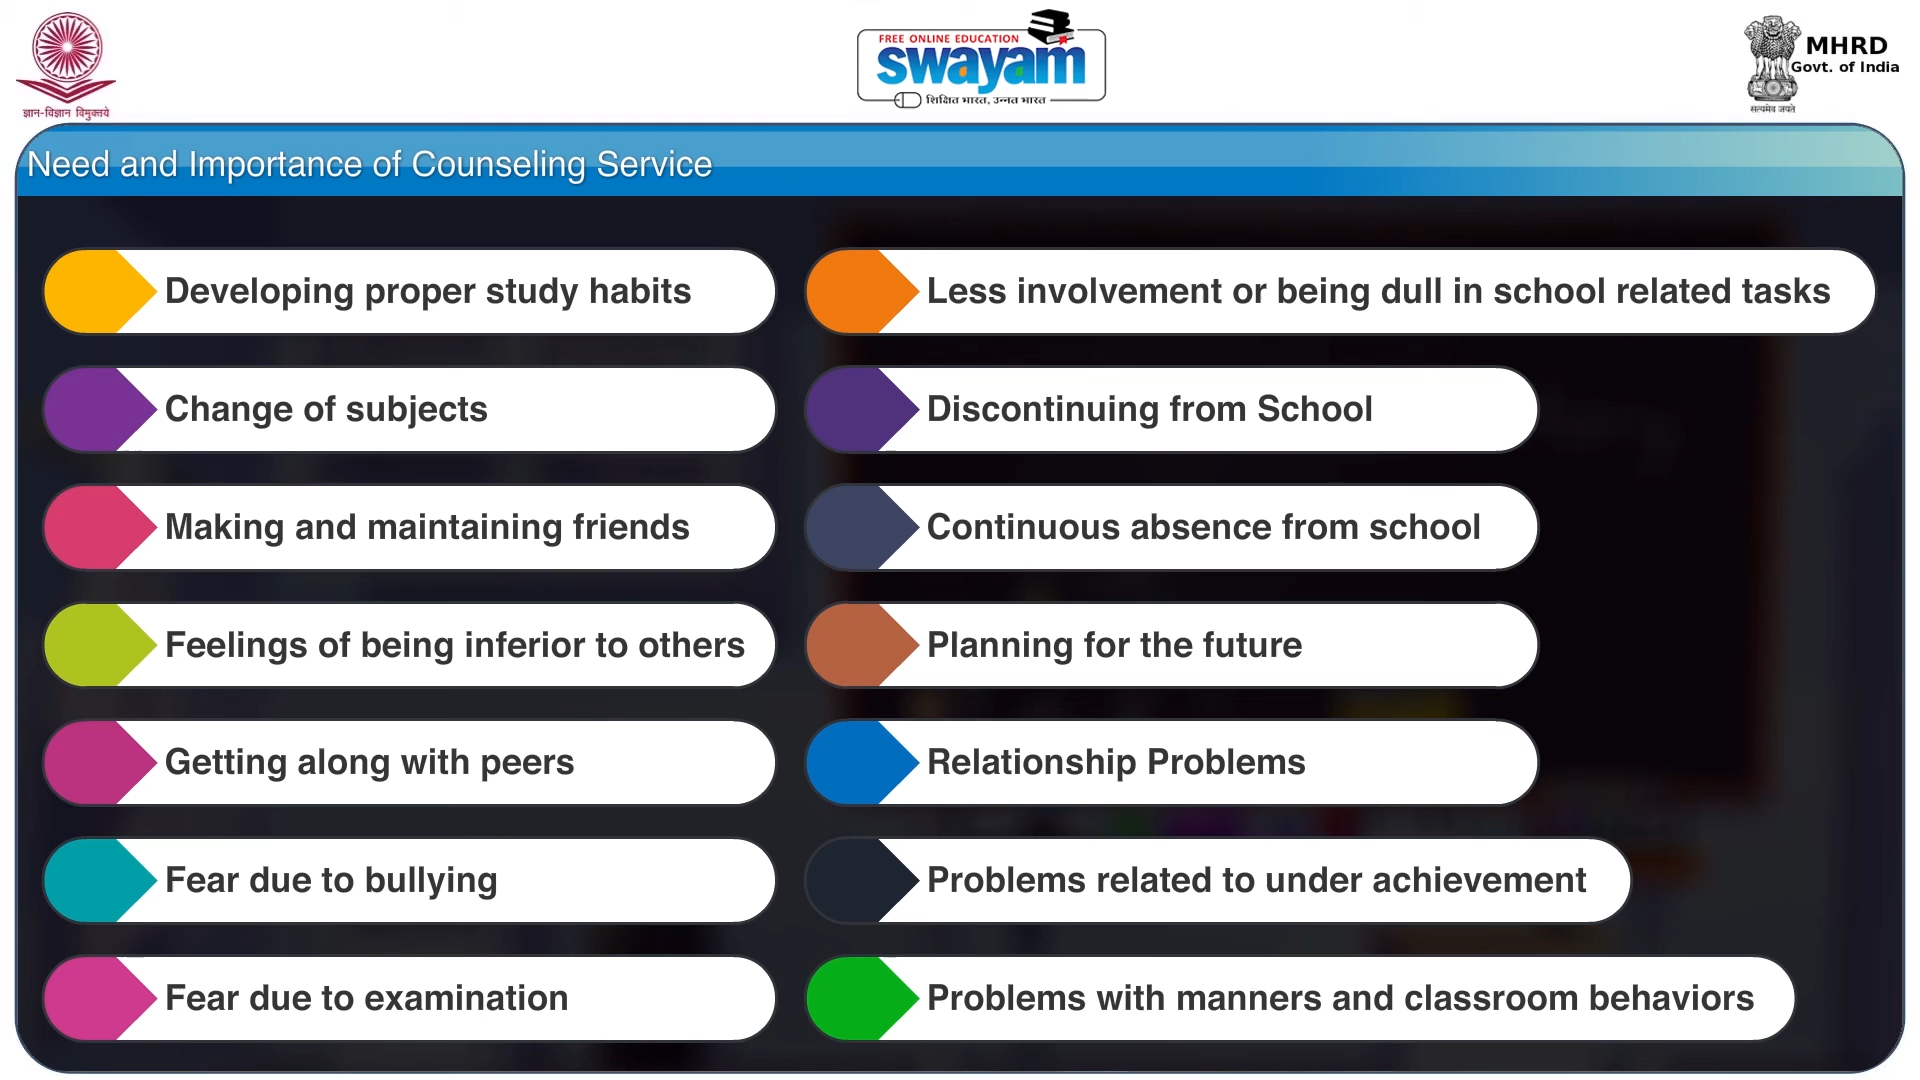 ज्ञान-विज्ञान विमुक्तये
FREE ONLINE EDUCATION
swayam
शिक्षित भारत, उन्नत भारत
MHRD
Govt. of India
सत्यमेव जयते
Need and Importance of Counseling Service
Developing proper study habits
Change of subjects
Making and maintaining friends
Feelings of being inferior to others
Getting along with peers
Fear due to bullying
Fear due to examination
Less involvement or being dull in school related tasks
Discontinuing from School
Continuous absence from school
Planning for the future
Relationship Problems
Problems related to under achievement
Problems with manners and classroom behaviors